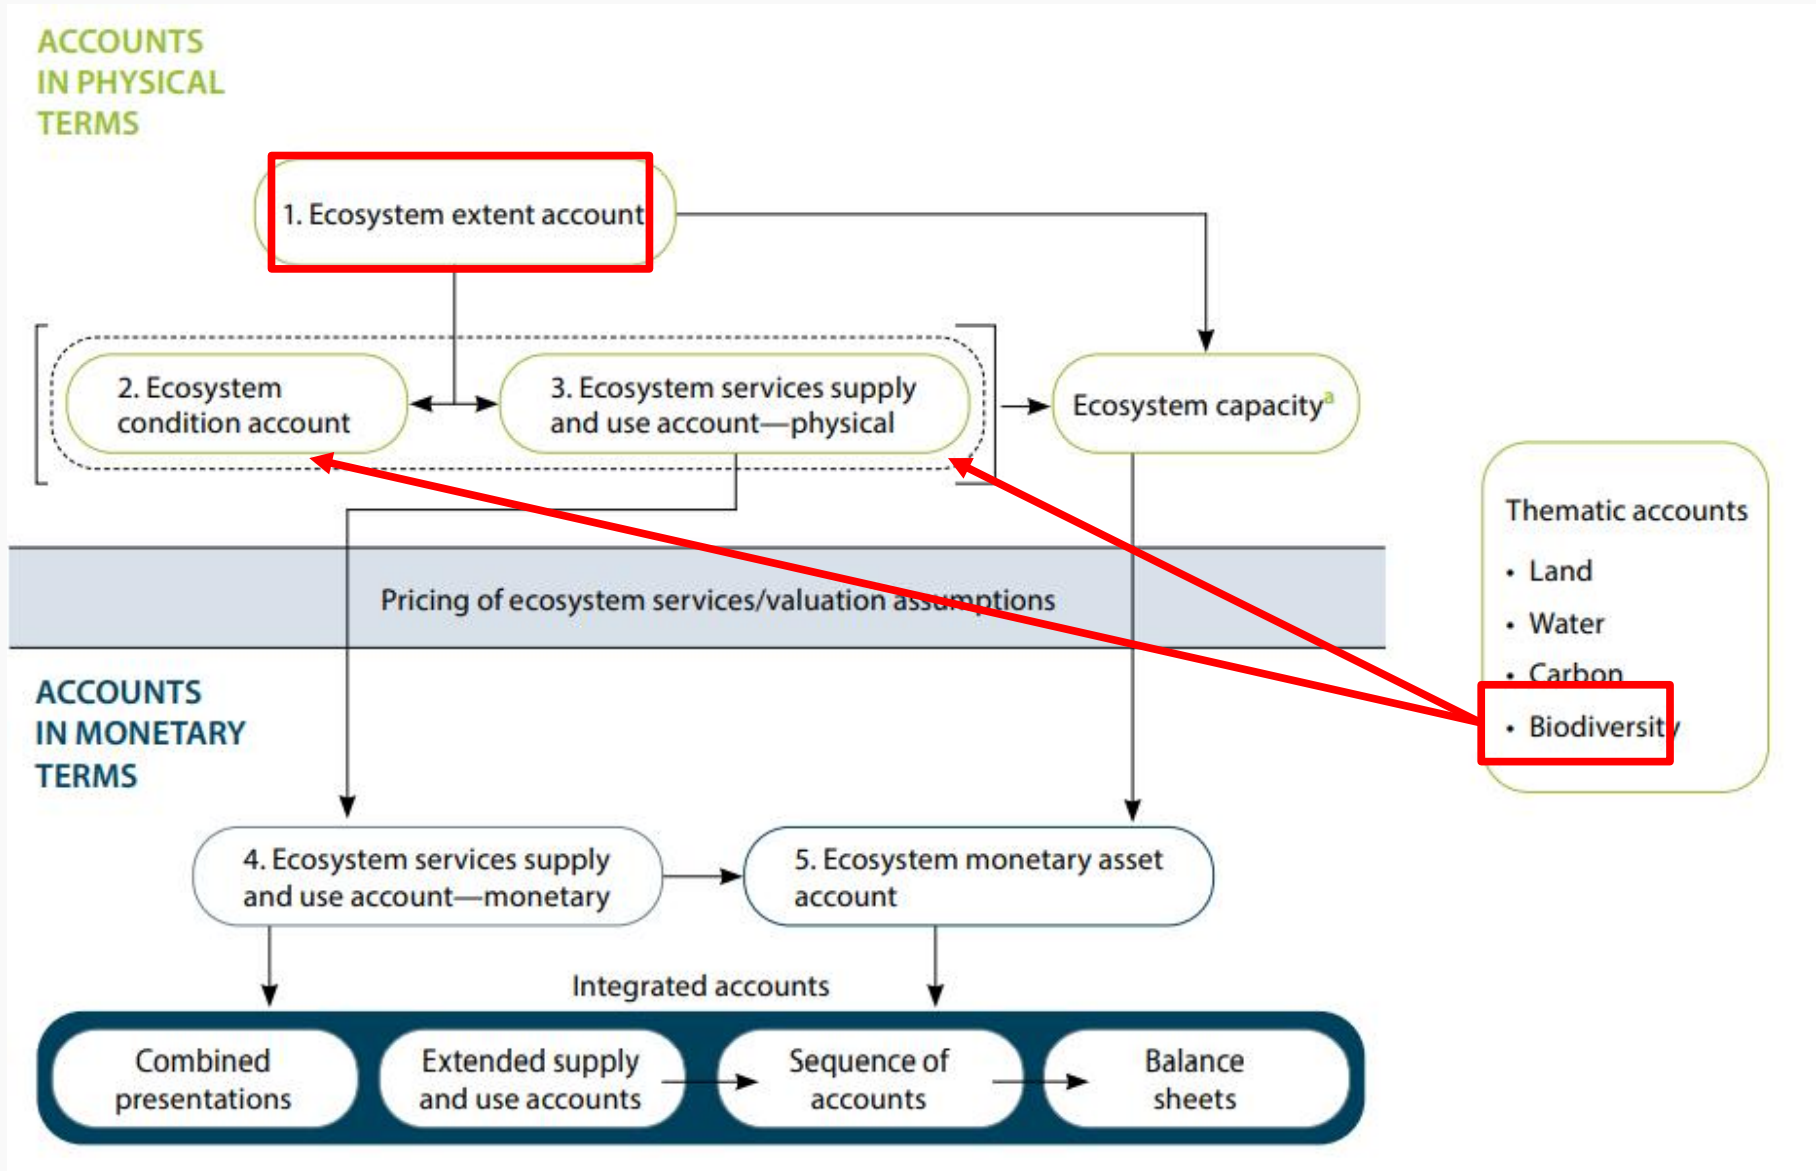 ACCOUNTS
IN PHYSICAL
TERMS
1. Ecosystem extent account
2. Ecosystem
condition account
3. Ecosystem services supply
and use account—physical
Ecosystem capacityª
Thematic accounts
• Land
• Water
• Carbon
• Biodiversity
Pricing of ecosystem services/valuation assumptions
ACCOUNTS
IN MONETARY
TERMS
4. Ecosystem services supply
and use account—monetary
5. Ecosystem monetary asset
account
Integrated accounts
Combined
presentations
Extended supply
and use accounts
Sequence of
accounts
Balance
sheets